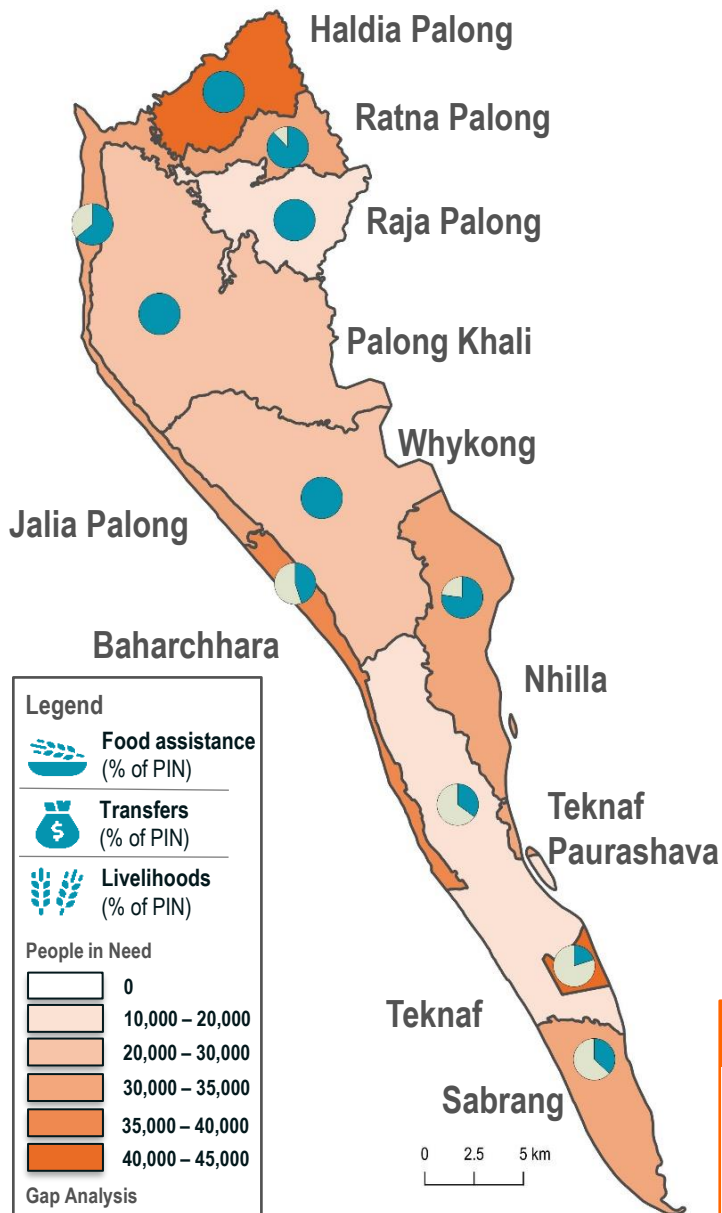 Haldia Palong
Ratna Palong
Raja Palong
Palong Khali
Whykong
Jalia Palong
Baharchhara
Nhilla
Teknaf
Paurashava
Teknaf
Sabrang
Legend
Food assistance
(% of PIN)
$
Transfers
(% of PIN)
Livelihoods
(% of PIN)
People in Need
0
10,000 – 20,000
20,000 – 30,000
30,000 – 35,000
35,000 – 40,000
40,000 – 45,000
Gap Analysis
0 2.5 5 km